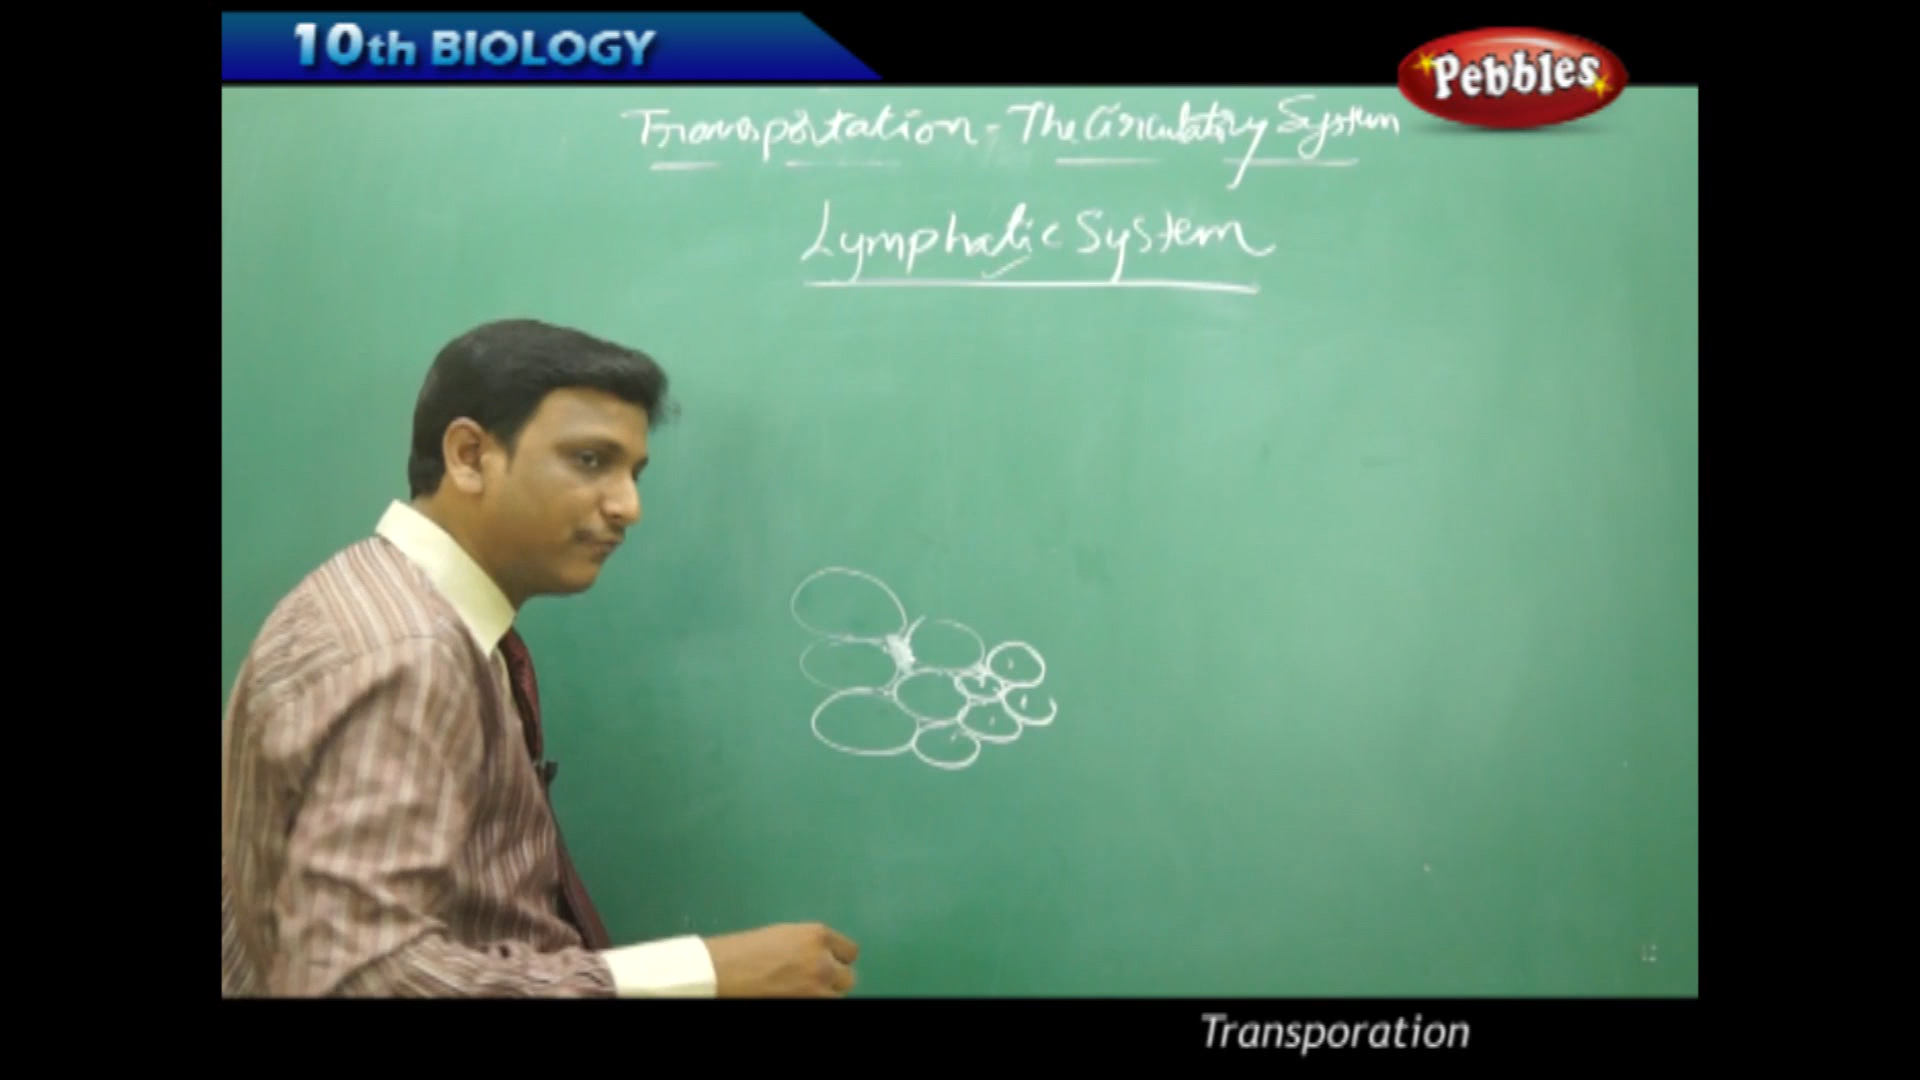 10th BIOLOGY
Pebbles
Transportation - The Circulatory System
Lymphatic System
Transporation